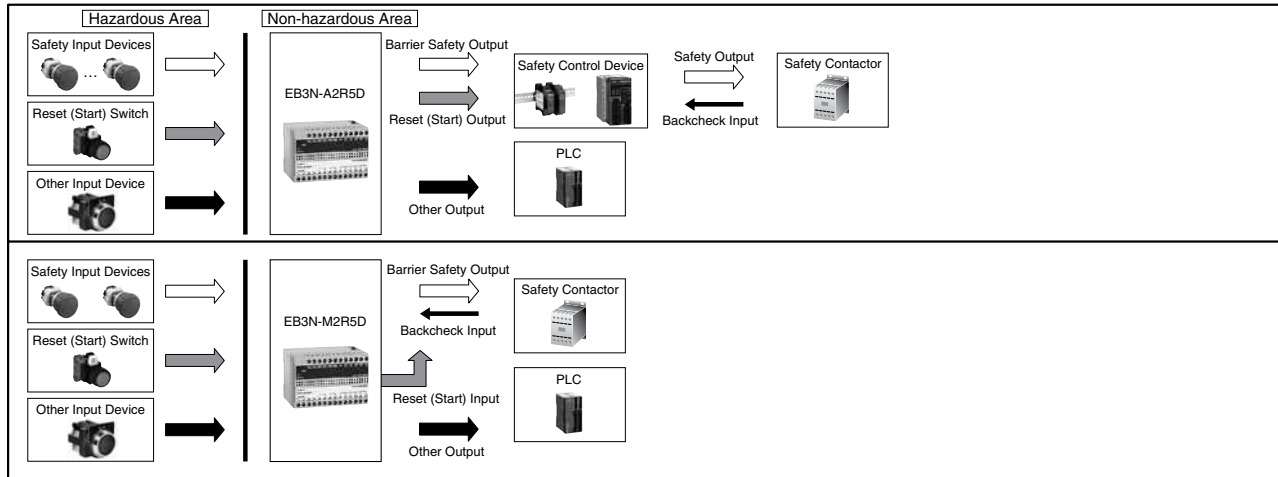 Hazardous Area
Non-hazardous Area
Safety Input Devices
...
Reset (Start) Switch
Other Input Device
EB3N-A2R5D
Barrier Safety Output
Reset (Start) Output
Other Output
Safety Control Device
PLC
Safety Output
Backcheck Input
Safety Contactor
Safety Input Devices
Reset (Start) Switch
Other Input Device
EB3N-M2R5D
Barrier Safety Output
Backcheck Input
Reset (Start) Input
Other Output
Safety Contactor
PLC